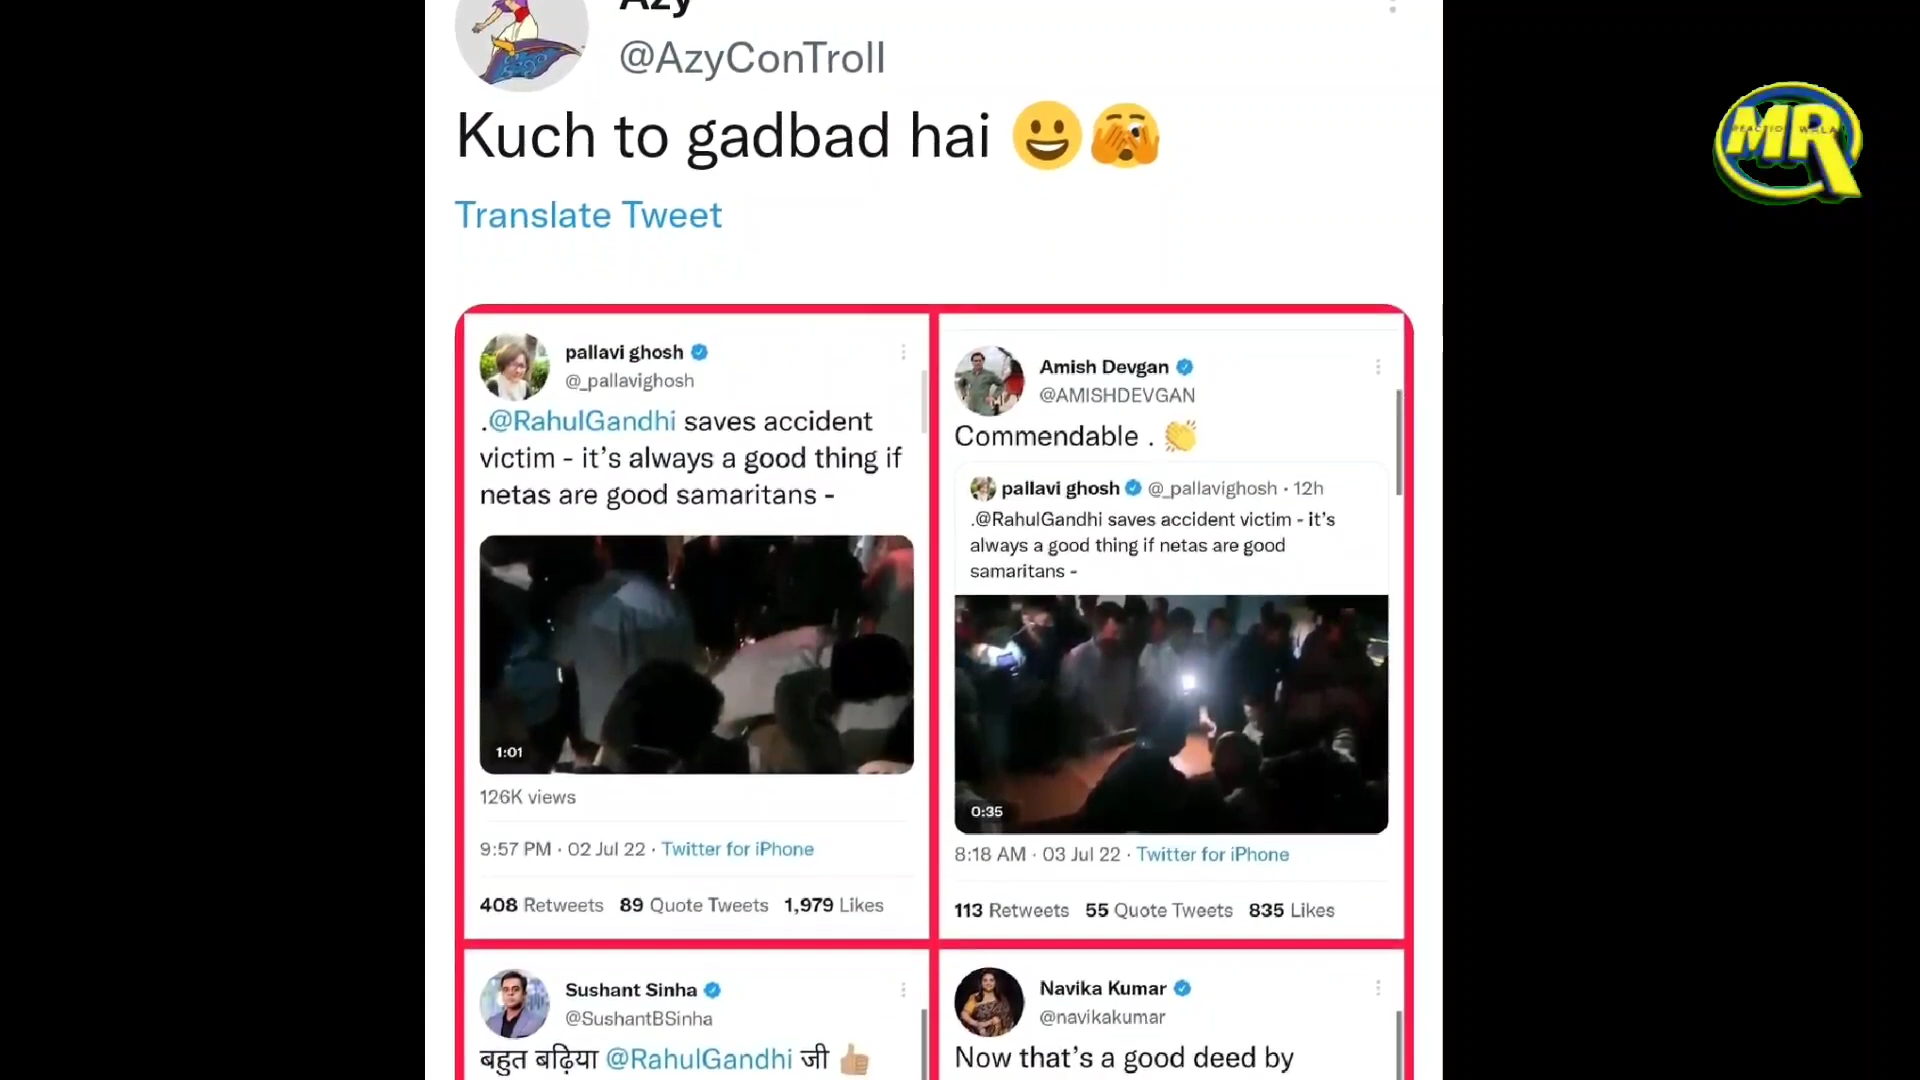 Azy
@AzyConTroll
Kuch to gadbad hai 😀🫣
Translate Tweet
MR
REACTION WALA
pallavi ghosh
@_pallavighosh
.@RahulGandhi saves accident
victim - it's always a good thing if
netas are good samaritans -
1:01
126K views
9:57 PM · 02 Jul 22 · Twitter for iPhone
408 Retweets 89 Quote Tweets 1,979 Likes
Amish Devgan
@AMISHDEVGAN
Commendable . 👏
pallavi ghosh @_pallavighosh · 12h
.@RahulGandhi saves accident victim - it's
always a good thing if netas are good
samaritans -
0:35
8:18 AM · 03 Jul 22 · Twitter for iPhone
113 Retweets 55 Quote Tweets 835 Likes
Sushant Sinha
@SushantBSinha
बहुत बढ़िया @RahulGandhi जी 👍🏼
Navika Kumar
@navikakumar
Now that's a good deed by